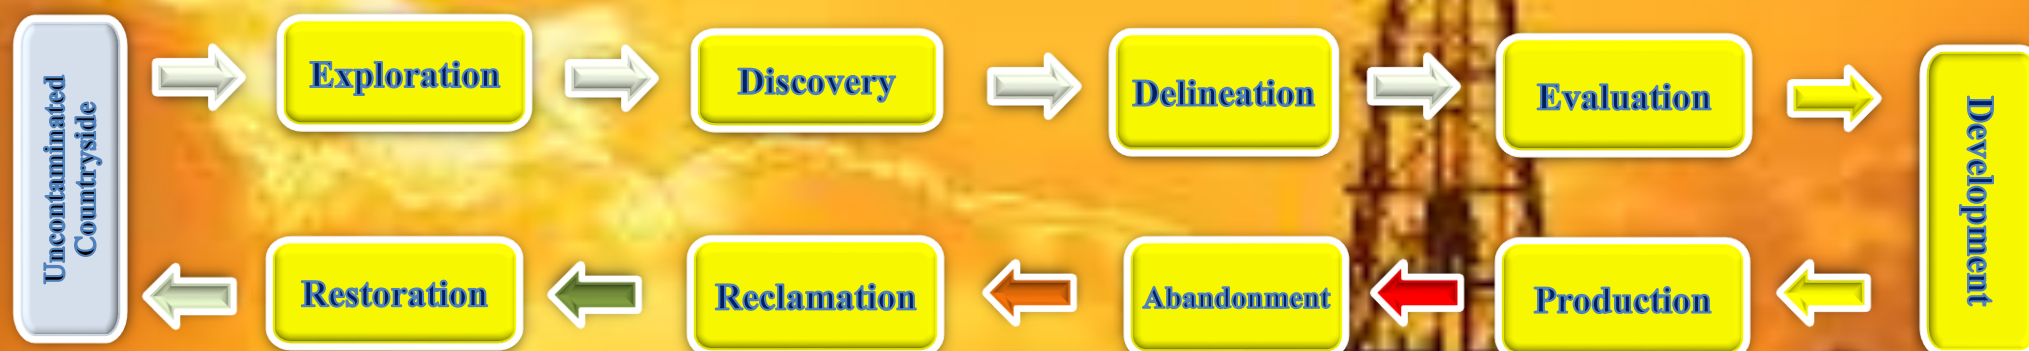 Uncontaminated
Countryside
Exploration
Discovery
Delineation
Evaluation
Development
Production
Abandonment
Reclamation
Restoration